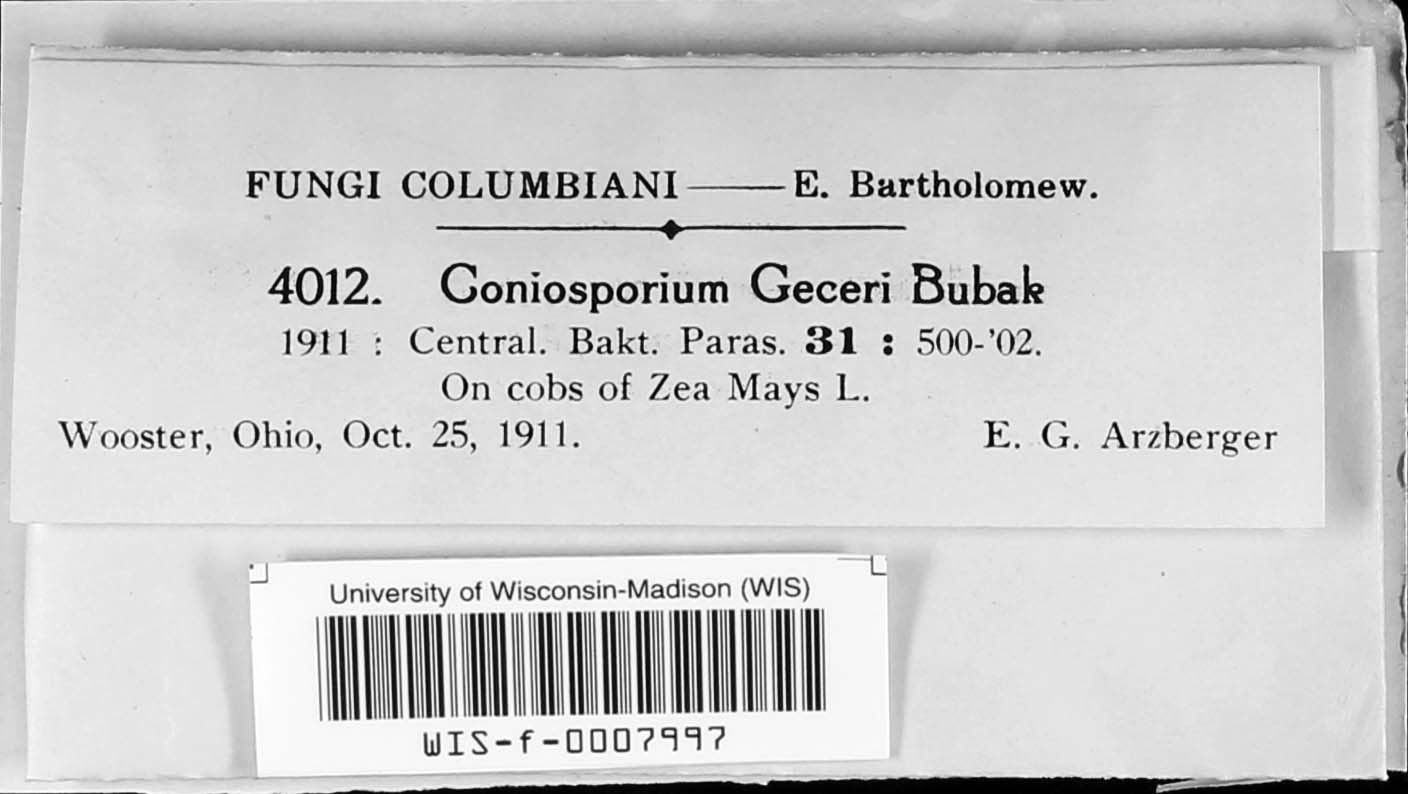 FUNGI COLUMBIANI — E. Bartholomew.
4012. Goniosporium Geceri Bubak
1911 : Central. Bakt. Paras. 31 : 500-'02.
On cobs of Zea Mays L.
Wooster, Ohio, Oct. 25, 1911. E. G. Arzberger
University of Wisconsin-Madison (WIS)
WIS-f-0007997